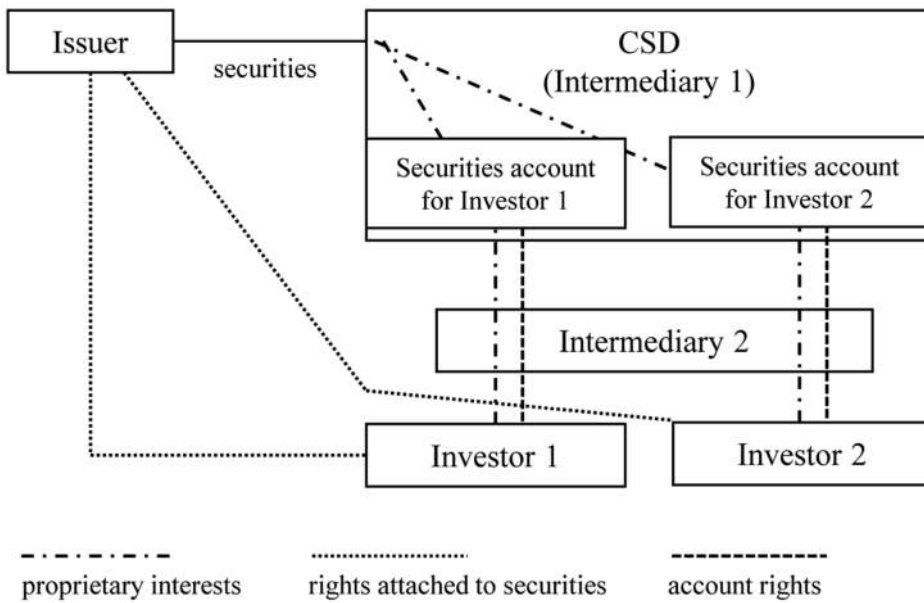 Issuer
securities
CSD
(Intermediary 1)
Securities account
for Investor 1
Securities account
for Investor 2
Intermediary 2
Investor 1
Investor 2
proprietary interests
rights attached to securities
account rights